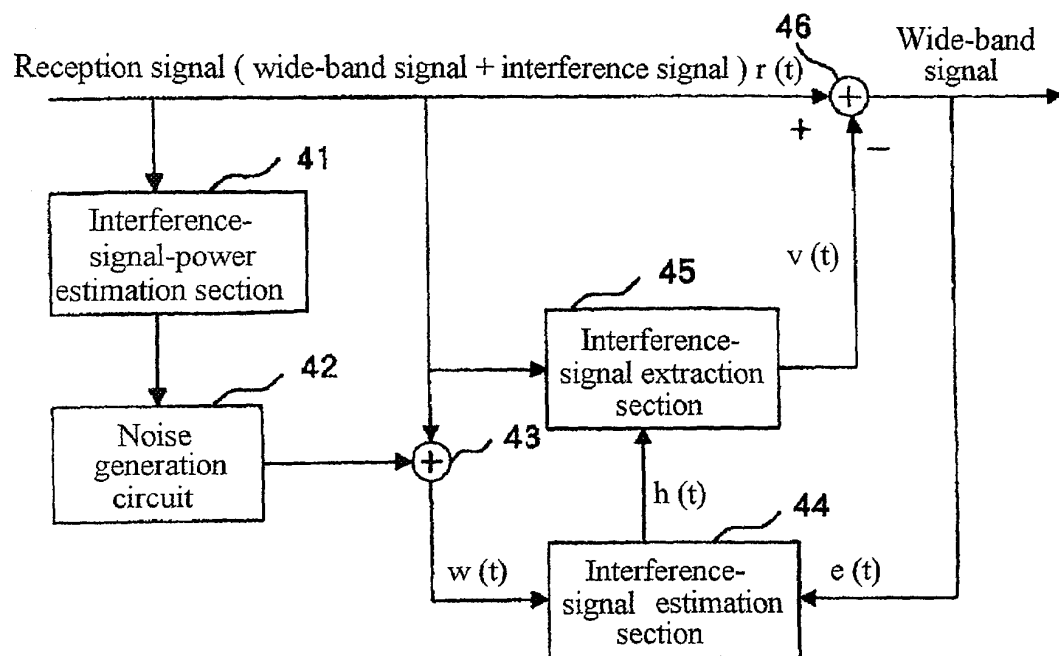 46
Wide-band
signal
Reception signal ( wide-band signal + interference signal ) r (t)
+
+
−
41
Interference-
signal-power
estimation section
v (t)
45
Interference-
signal extraction
section
42
Noise
generation
circuit
+
43
h (t)
44
w (t)
Interference-
signal estimation
section
e (t)